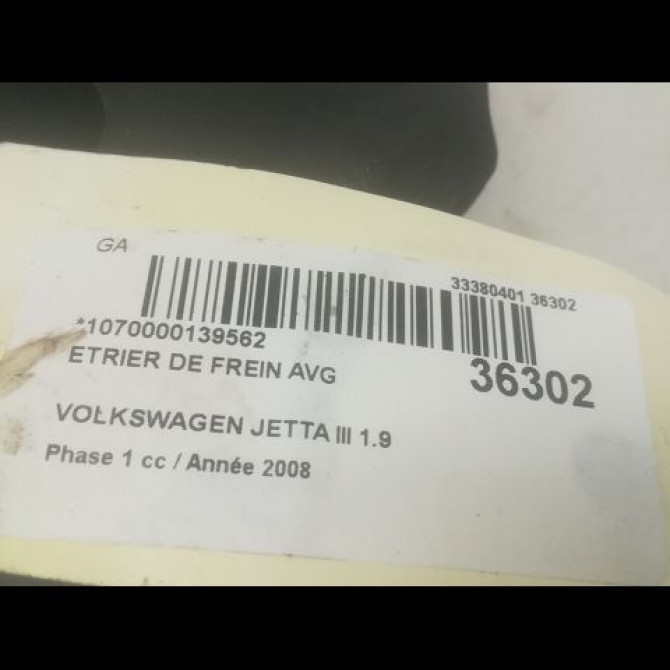 GA
33380401 36302
*1070000139562
ETRIER DE FREIN AVG
36302
VOLKSWAGEN JETTA III 1.9
Phase 1 cc / Année 2008